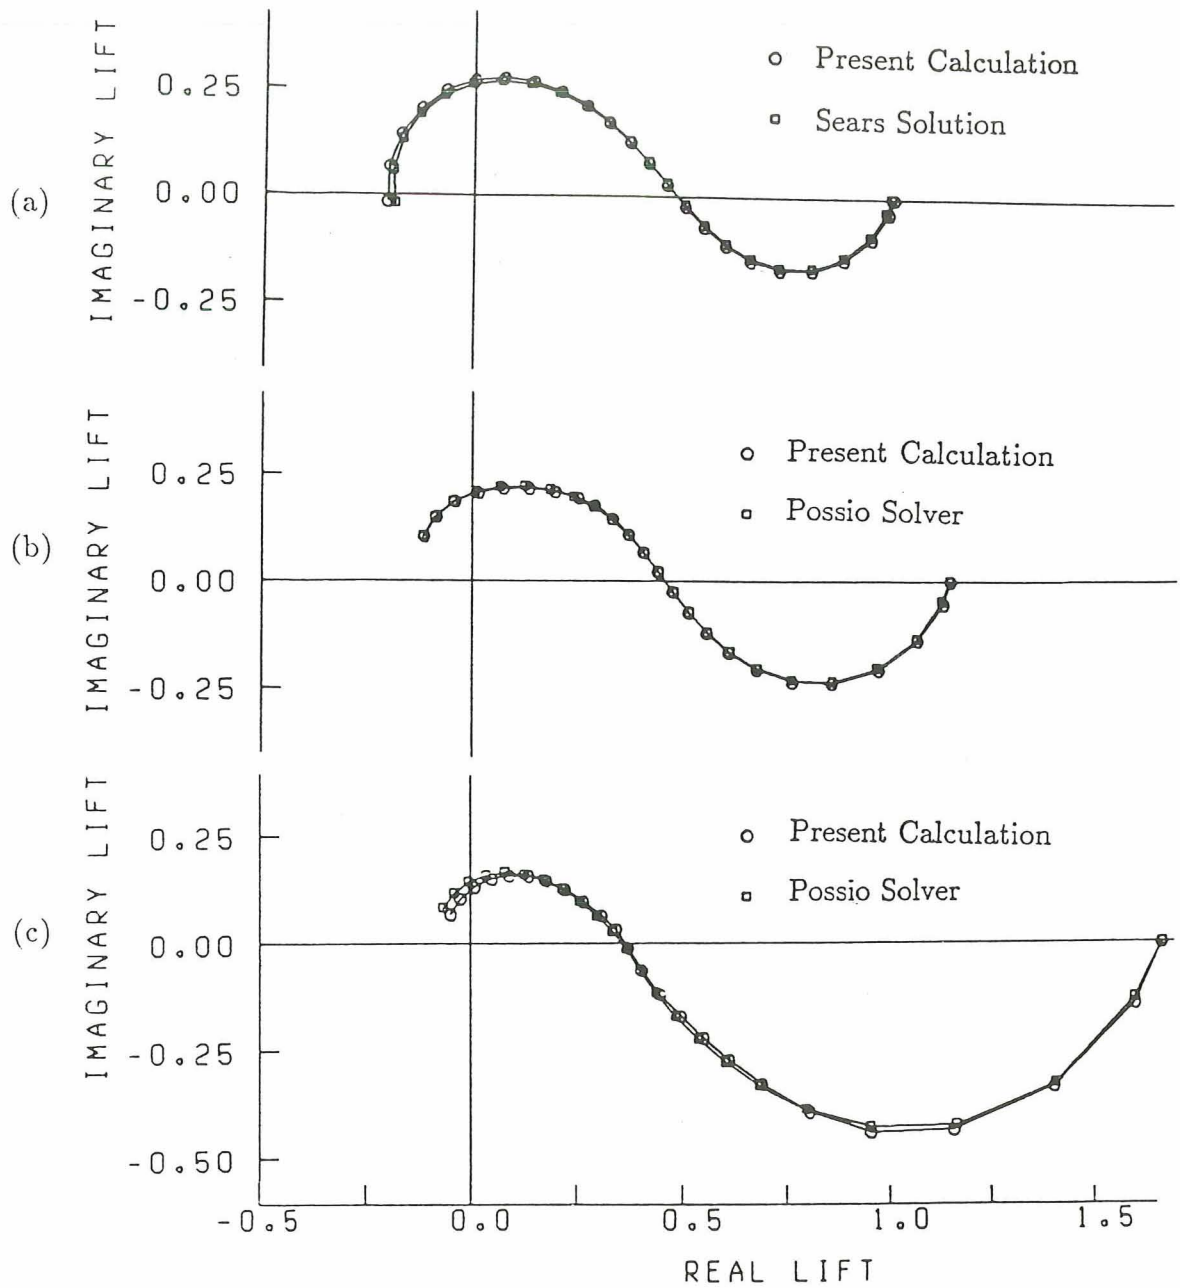 (a)
IMAGINARY LIFT
0.25
0.00
-0.25
Present Calculation
Sears Solution
(b)
IMAGINARY LIFT
0.25
0.00
-0.25
Present Calculation
Possio Solver
(c)
IMAGINARY LIFT
0.25
0.00
-0.25
-0.50
Present Calculation
Possio Solver
-0.5 0.0 0.5 1.0 1.5
REAL LIFT